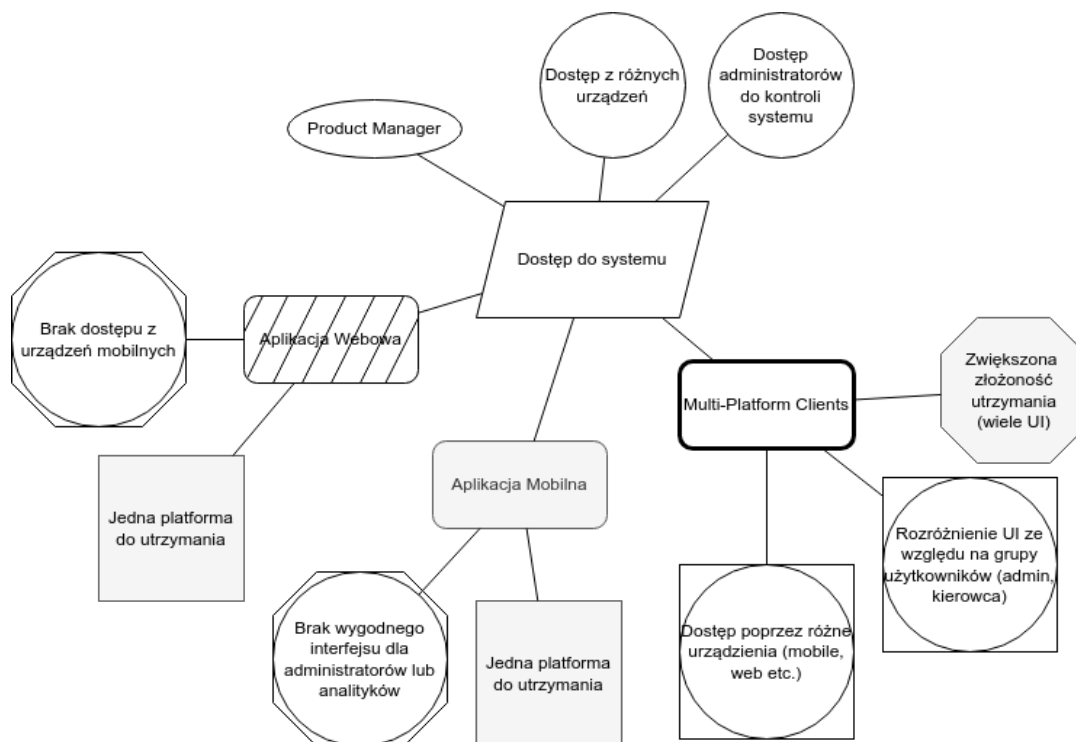 Dostęp z różnych
urządzeń
Dostęp
administratorów
do kontroli
systemu
Product Manager
Dostęp do systemu
Brak dostępu z
urządzeń mobilnych
Aplikacja Webowa
Multi-Platform Clients
Zwiększona
złożoność
utrzymania
(wiele UI)
Jedna platforma
do utrzymania
Aplikacja Mobilna
Rozróżnienie UI ze
względu na grupy
użytkowników (admin,
kierowca)
Brak wygodnego
interfejsu dla
administratorów lub
analityków
Jedna platforma
do utrzymania
Dostęp poprzez różne
urządzienia (mobile,
web etc.)